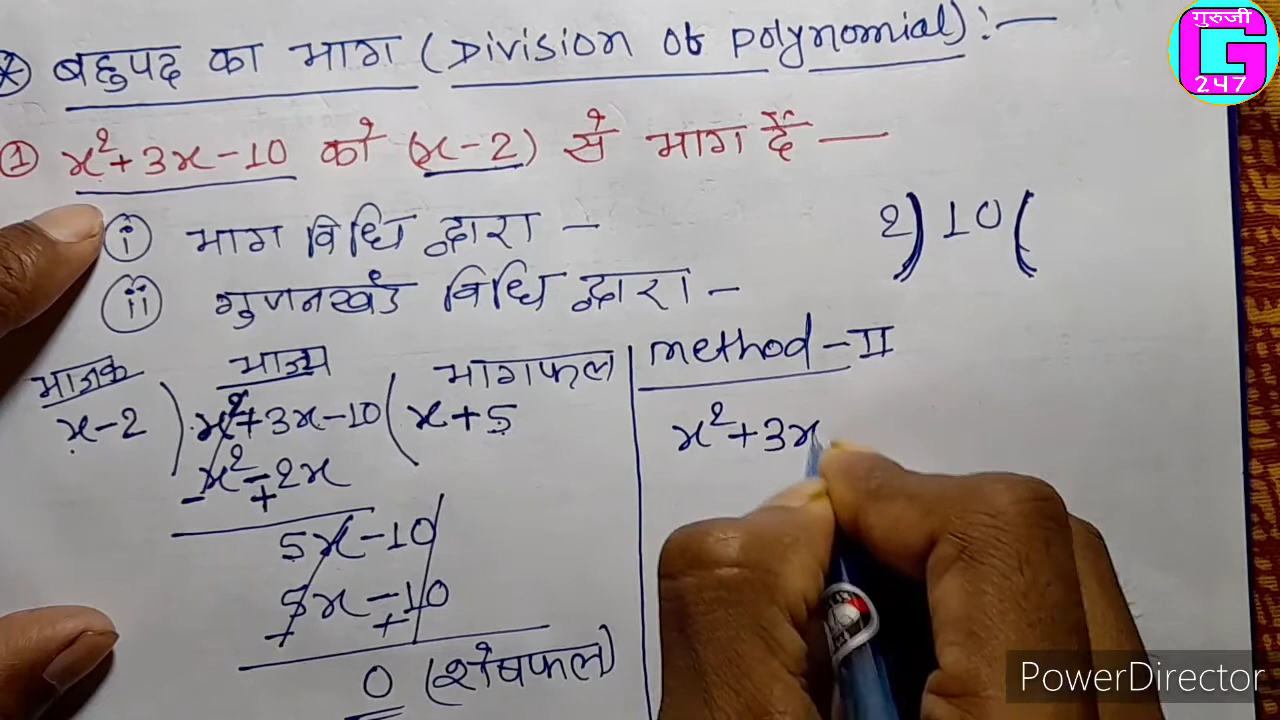 गुरुजी
G
247
* बहुपद का भाग (Division of polynomial):—
① x²+3x-10 को (x-2) से भाग दें —
(i) भाग विधि द्वारा —
(ii) गुणनखंड विधि द्वारा —
2) 10 (
भाजक भाज्य भागफल
x-2 ) x²+3x-10 ( x+5
x²-2x
- +
5x-10
5x-10
- +
0 (शेषफल)
method-II
x²+3x
PowerDirector